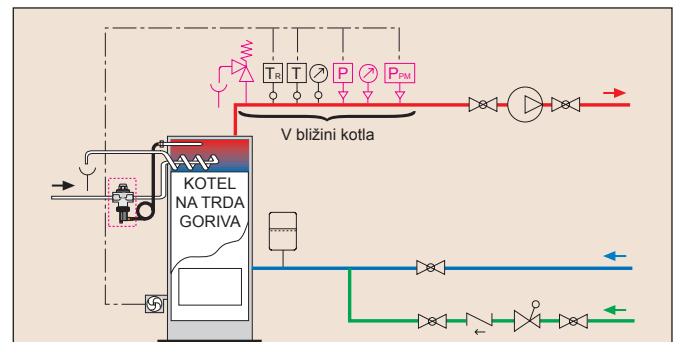 TR T P PPM
V bližini kotla
KOTEL
NA TRDA
GORIVA